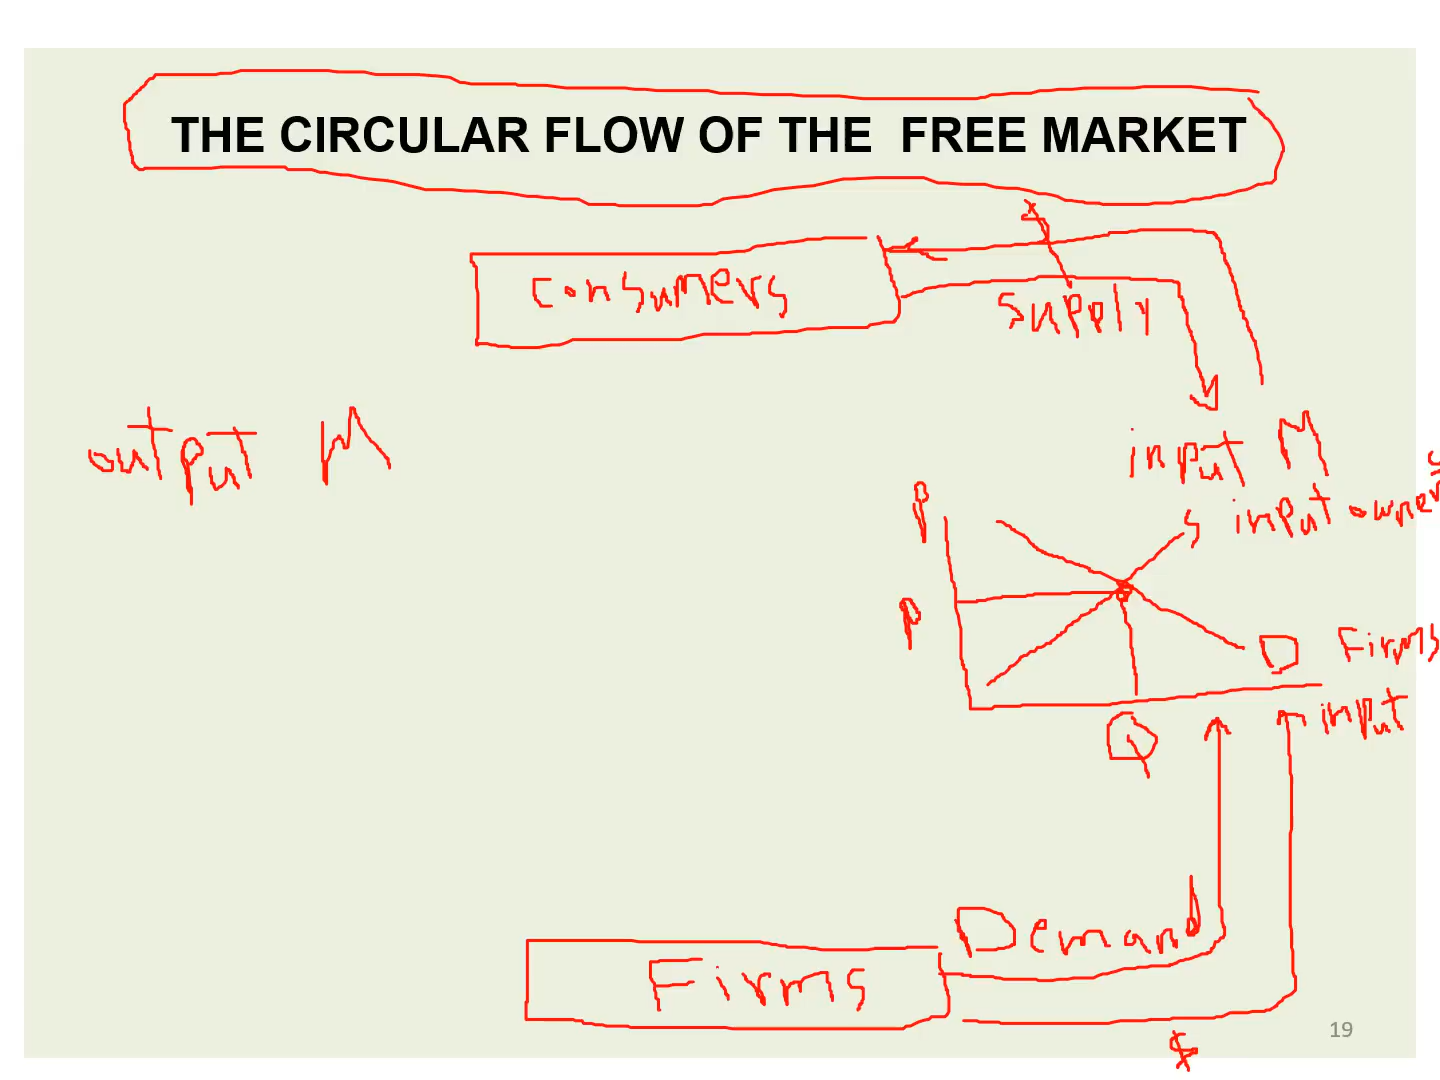 THE CIRCULAR FLOW OF THE FREE MARKET
Consumers
$
supply
output M
input M
S input owners
P
P
D Firms
input
Q
Demand
Firms
$
19